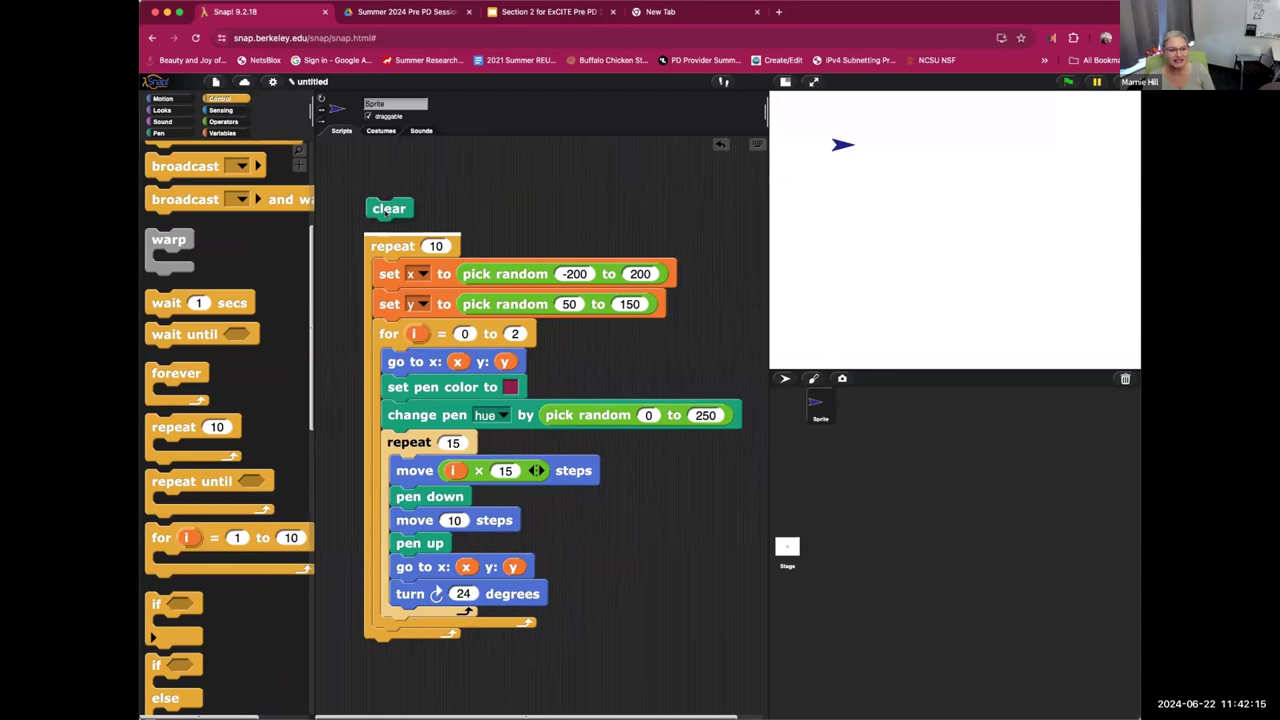 Snap! 9.2.18
Summer 2024 Pre PD Sessi
Section 2 for ExCITE Pre PD
New Tab
snap.berkeley.edu/snap/snap.html#
Beauty and Joy of...
NetsBlox
Sign in - Google A...
Summer Research...
2021 Summer REU...
Buffalo Chicken St...
PD Provider Summ...
Create/Edit
IPv4 Subnetting Pr...
NCSU NSF
All Bookma
Marnie Hill
Snap!
untitled
Motion
Control
Looks
Sensing
Sound
Operators
Pen
Variables
Sprite
draggable
Scripts
Costumes
Sounds
broadcast
broadcast and wa
warp
wait 1 secs
wait until
forever
repeat 10
repeat until
for i = 1 to 10
if
if
else
clear
repeat 10
set x to pick random -200 to 200
set y to pick random 50 to 150
for i = 0 to 2
go to x: x y: y
set pen color to
change pen hue by pick random 0 to 250
repeat 15
move i × 15 steps
pen down
move 10 steps
pen up
go to x: x y: y
turn 24 degrees
Sprite
Stage
2024-06-22 11:42:15